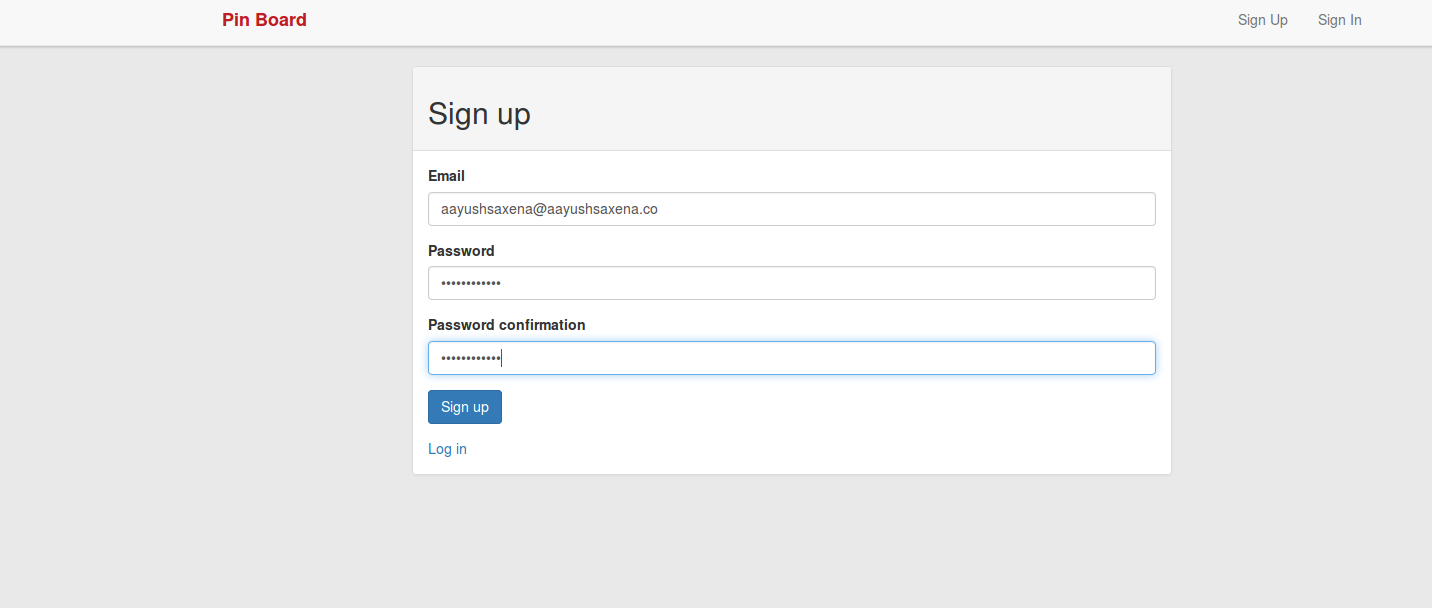 Pin Board Sign Up Sign In
Sign up
Email
aayushsaxena@aayushsaxena.co
Password
••••••••••••
Password confirmation
••••••••••••
Sign up
Log in